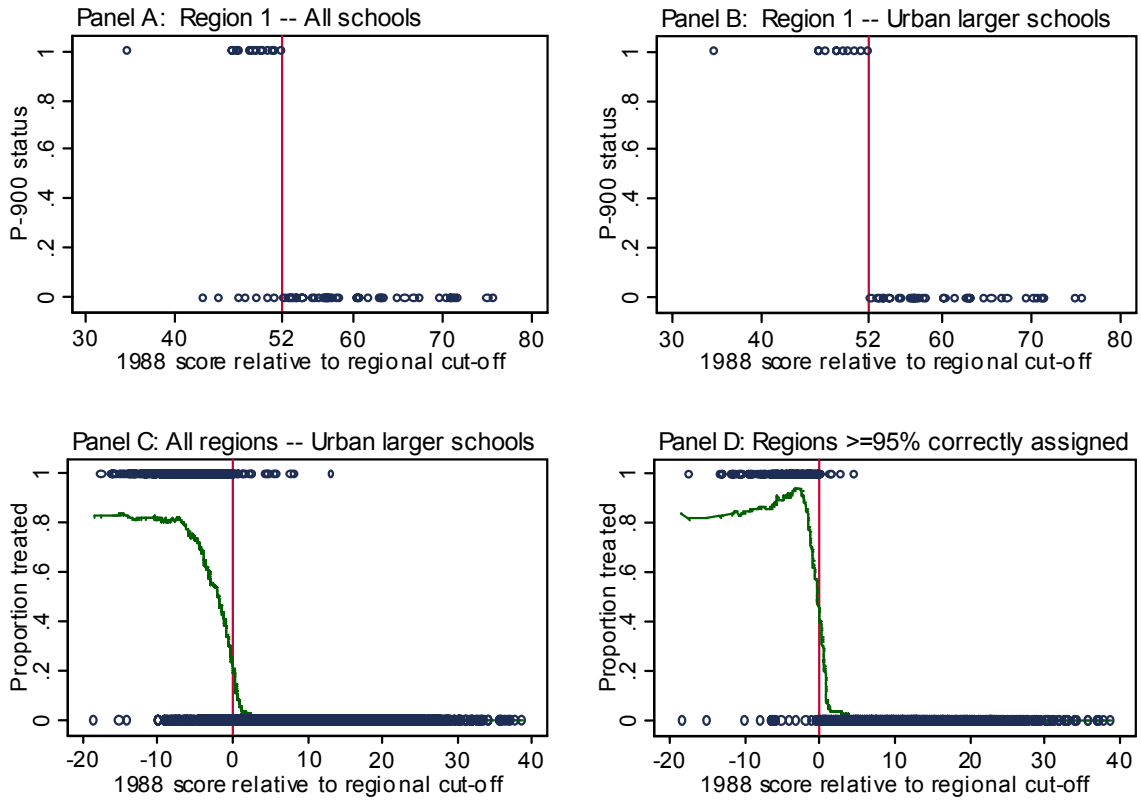 Panel A:  Region 1 -- All schools
P-900 status
0 .2 .4 .6 .8 1
30 40 52 60 70 80
1988 score relative to regional cut-off
Panel B:  Region 1 -- Urban larger schools
P-900 status
0 .2 .4 .6 .8 1
30 40 52 60 70 80
1988 score relative to regional cut-off
Panel C: All regions -- Urban larger schools
Proportion treated
0 .2 .4 .6 .8 1
-20 -10 0 10 20 30 40
1988 score relative to regional cut-off
Panel D: Regions >=95% correctly assigned
Proportion treated
0 .2 .4 .6 .8 1
-20 -10 0 10 20 30 40
1988 score relative to regional cut-off